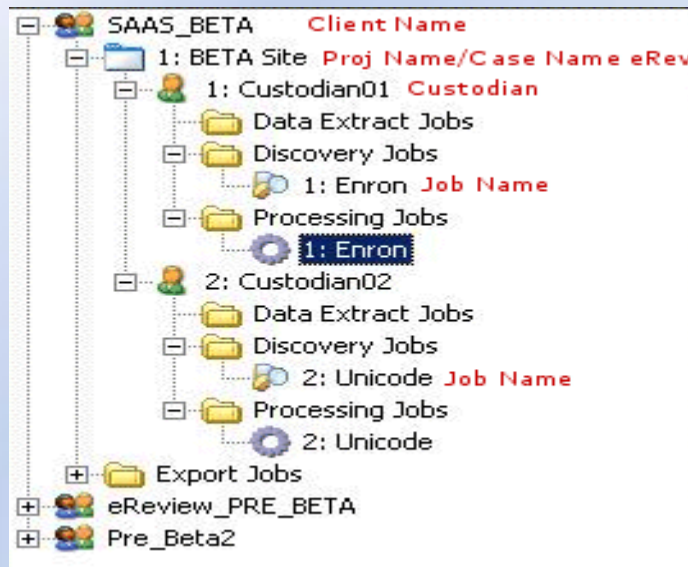 SAAS_BETA Client Name
1: BETA Site Proj Name/Case Name eRev
1: Custodian01 Custodian
Data Extract Jobs
Discovery Jobs
1: Enron Job Name
Processing Jobs
1: Enron
2: Custodian02
Data Extract Jobs
Discovery Jobs
2: Unicode Job Name
Processing Jobs
2: Unicode
Export Jobs
eReview_PRE_BETA
Pre_Beta2